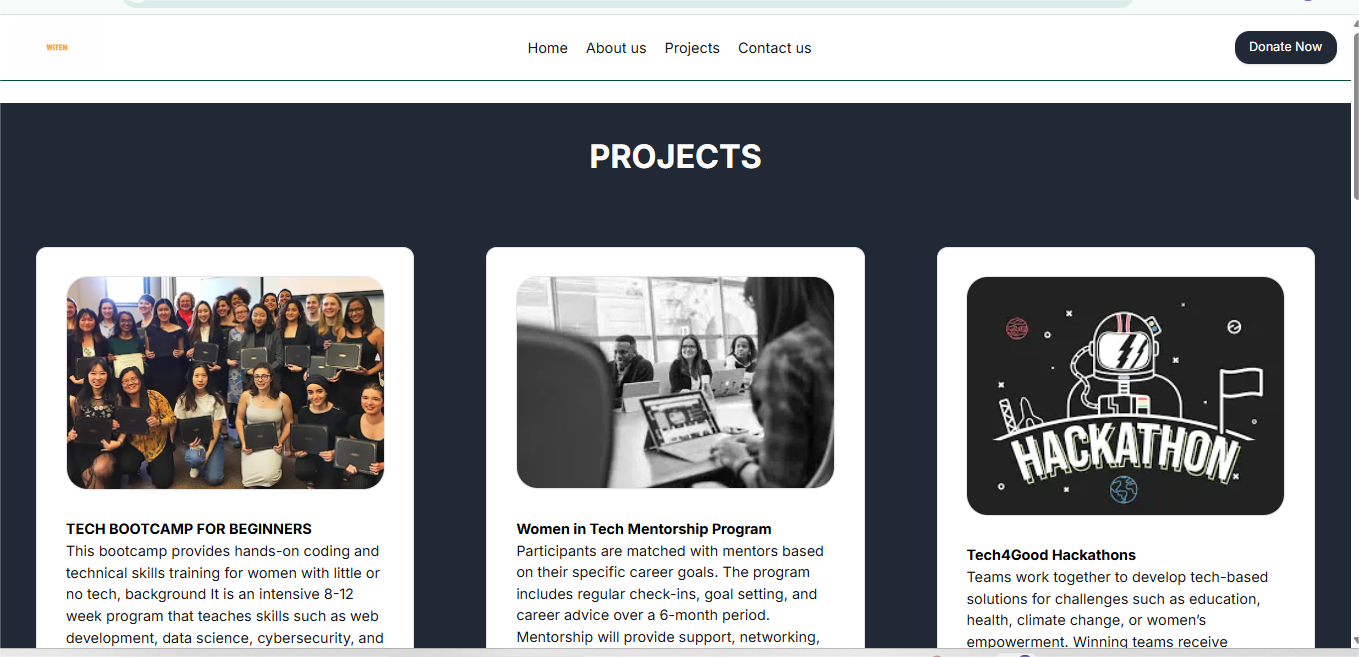 WITEN
Home About us Projects Contact us
Donate Now
PROJECTS
HACKATHON
TECH BOOTCAMP FOR BEGINNERS
This bootcamp provides hands-on coding and
technical skills training for women with little or
no tech, background It is an intensive 8-12
week program that teaches skills such as web
development, data science, cybersecurity, and
Women in Tech Mentorship Program
Participants are matched with mentors based
on their specific career goals. The program
includes regular check-ins, goal setting, and
career advice over a 6-month period.
Mentorship will provide support, networking,
Tech4Good Hackathons
Teams work together to develop tech-based
solutions for challenges such as education,
health, climate change, or women’s
empowerment. Winning teams receive